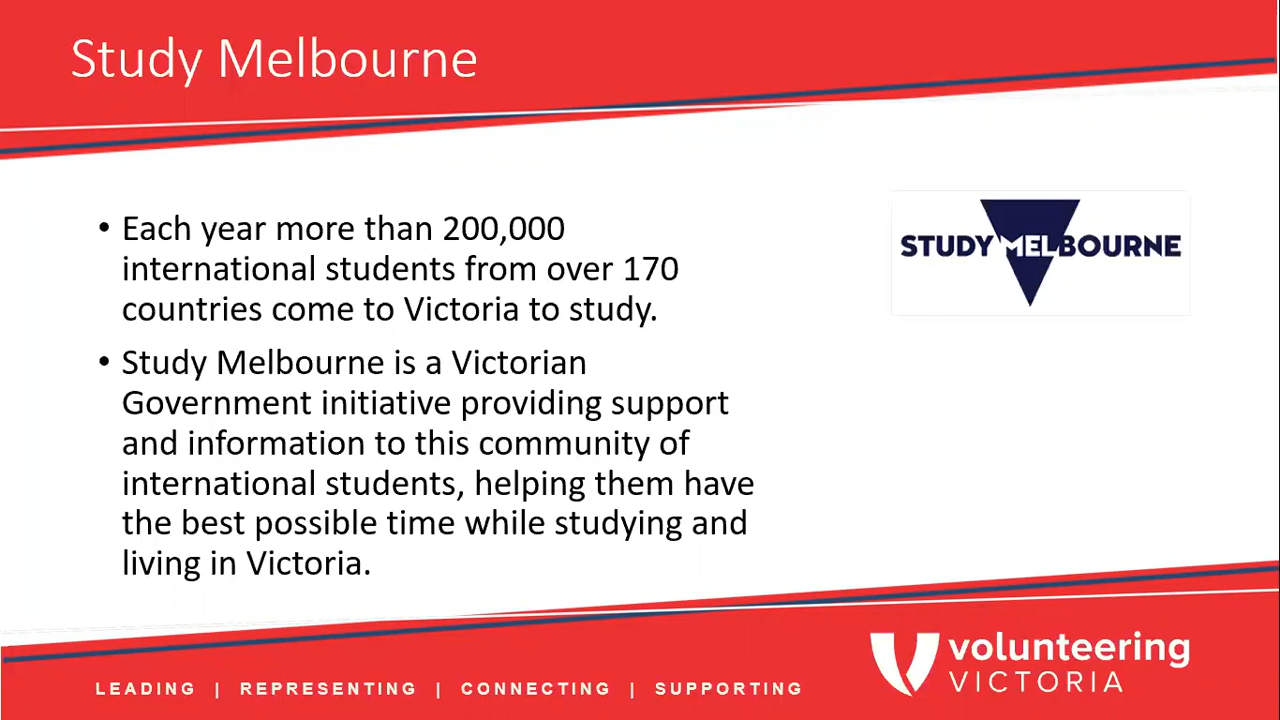 Study Melbourne
• Each year more than 200,000
international students from over 170
countries come to Victoria to study.
• Study Melbourne is a Victorian
Government initiative providing support
and information to this community of
international students, helping them have
the best possible time while studying and
living in Victoria.
STUDY MELBOURNE
LEADING | REPRESENTING | CONNECTING | SUPPORTING
volunteering
VICTORIA